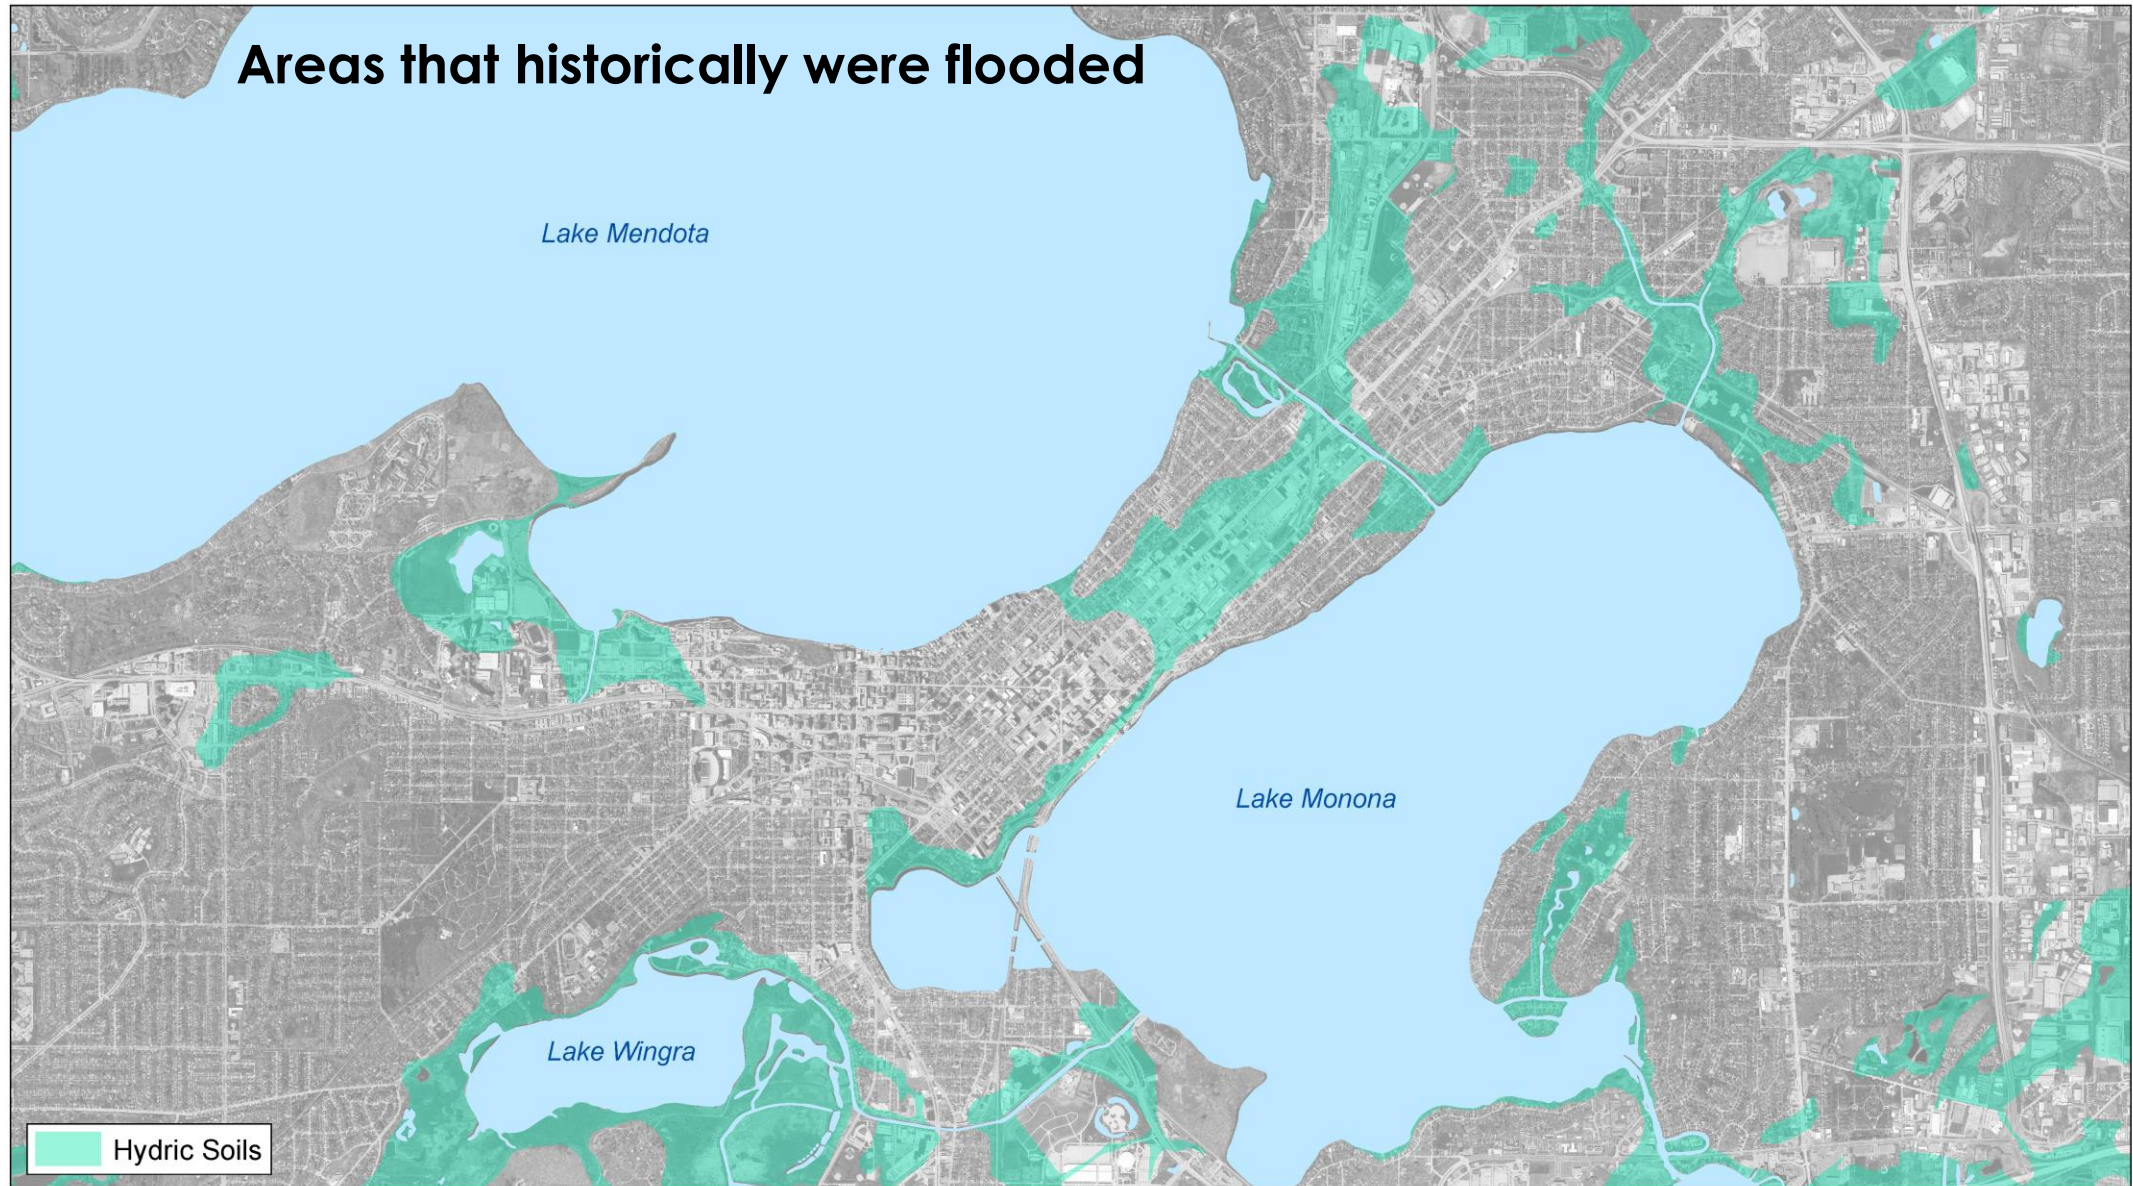 Areas that historically were flooded
Lake Mendota
Lake Monona
Lake Wingra
Hydric Soils